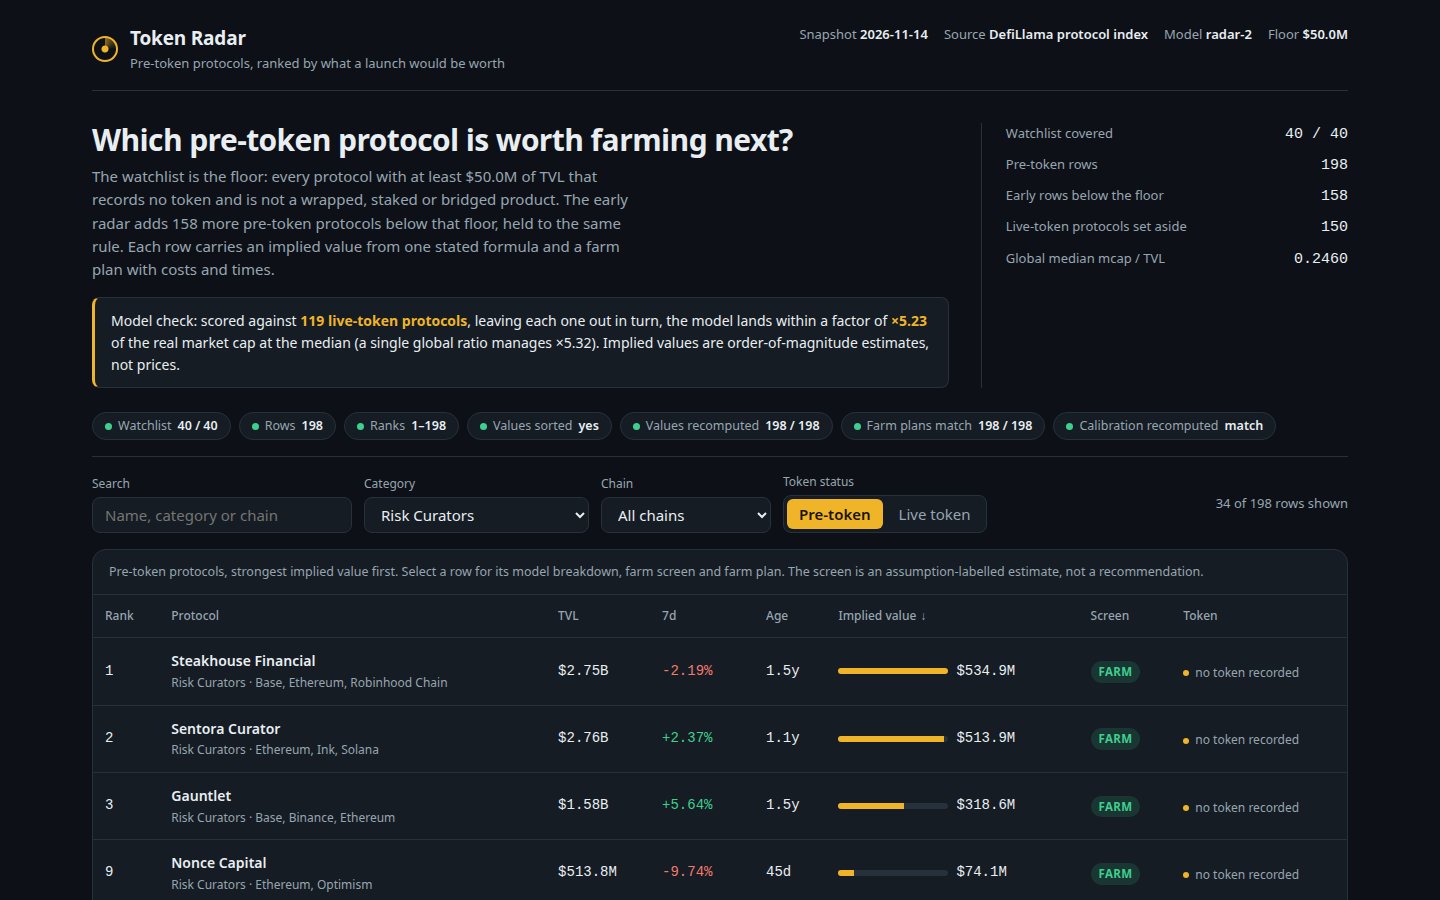 Token Radar
Pre-token protocols, ranked by what a launch would be worth
Snapshot 2026-11-14 Source DefiLlama protocol index Model radar-2 Floor $50.0M
Which pre-token protocol is worth farming next?
The watchlist is the floor: every protocol with at least $50.0M of TVL that
records no token and is not a wrapped, staked or bridged product. The early
radar adds 158 more pre-token protocols below that floor, held to the same
rule. Each row carries an implied value from one stated formula and a farm
plan with costs and times.
Model check: scored against 119 live-token protocols, leaving each one out in turn, the model lands within a factor of ×5.23
of the real market cap at the median (a single global ratio manages ×5.32). Implied values are order-of-magnitude estimates,
not prices.
Watchlist covered 40 / 40
Pre-token rows 198
Early rows below the floor 158
Live-token protocols set aside 150
Global median mcap / TVL 0.2460
Watchlist 40 / 40 Rows 198 Ranks 1–198 Values sorted yes Values recomputed 198 / 198 Farm plans match 198 / 198 Calibration recomputed match
Search Category Chain Token status
Name, category or chain Risk Curators All chains Pre-token Live token
34 of 198 rows shown
Pre-token protocols, strongest implied value first. Select a row for its model breakdown, farm screen and farm plan. The screen is an assumption-labelled estimate, not a recommendation.
Rank Protocol TVL 7d Age Implied value ↓ Screen Token
1 Steakhouse Financial $2.75B -2.19% 1.5y $534.9M FARM no token recorded
Risk Curators · Base, Ethereum, Robinhood Chain
2 Sentora Curator $2.76B +2.37% 1.1y $513.9M FARM no token recorded
Risk Curators · Ethereum, Ink, Solana
3 Gauntlet $1.58B +5.64% 1.5y $318.6M FARM no token recorded
Risk Curators · Base, Binance, Ethereum
9 Nonce Capital $513.8M -9.74% 45d $74.1M FARM no token recorded
Risk Curators · Ethereum, Optimism